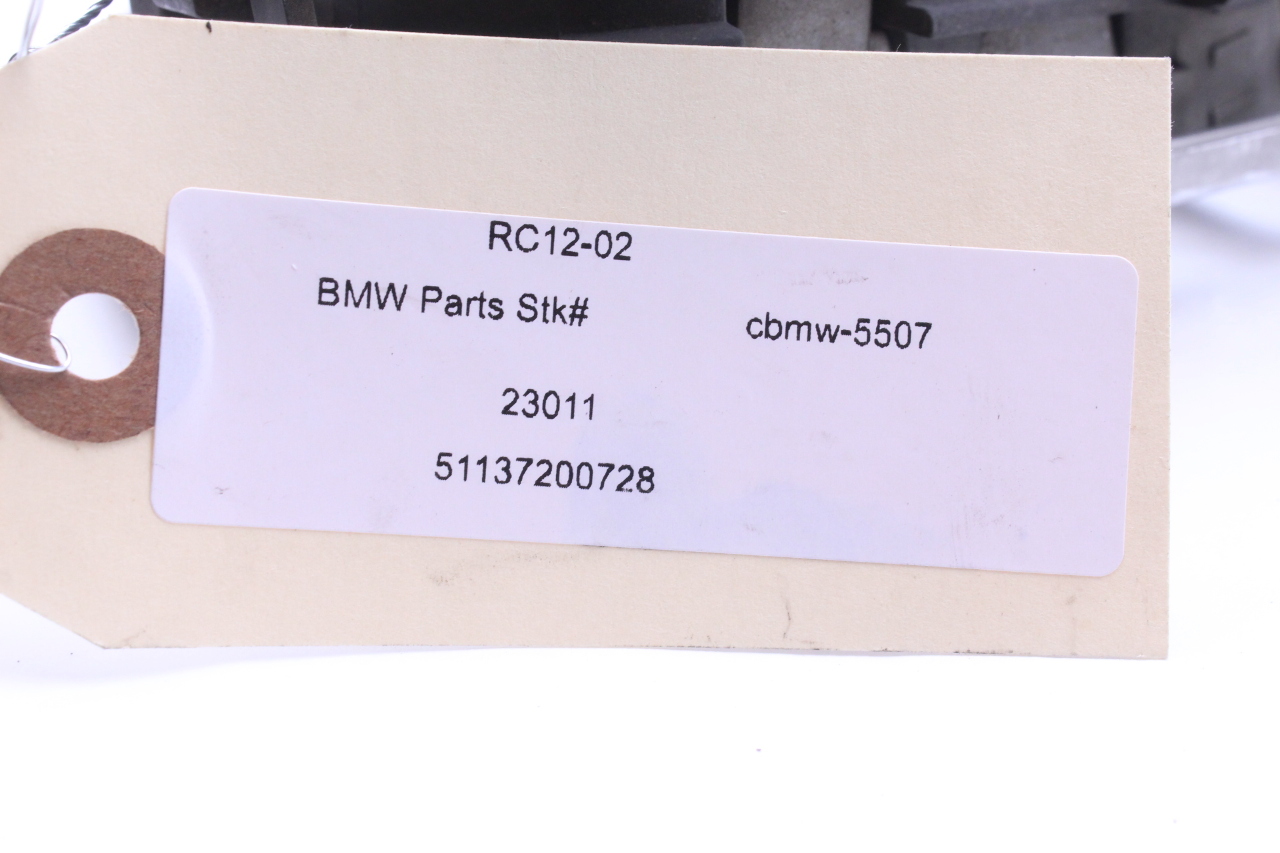 RC12-02
BMW Parts Stk# cbmw-5507
23011
51137200728